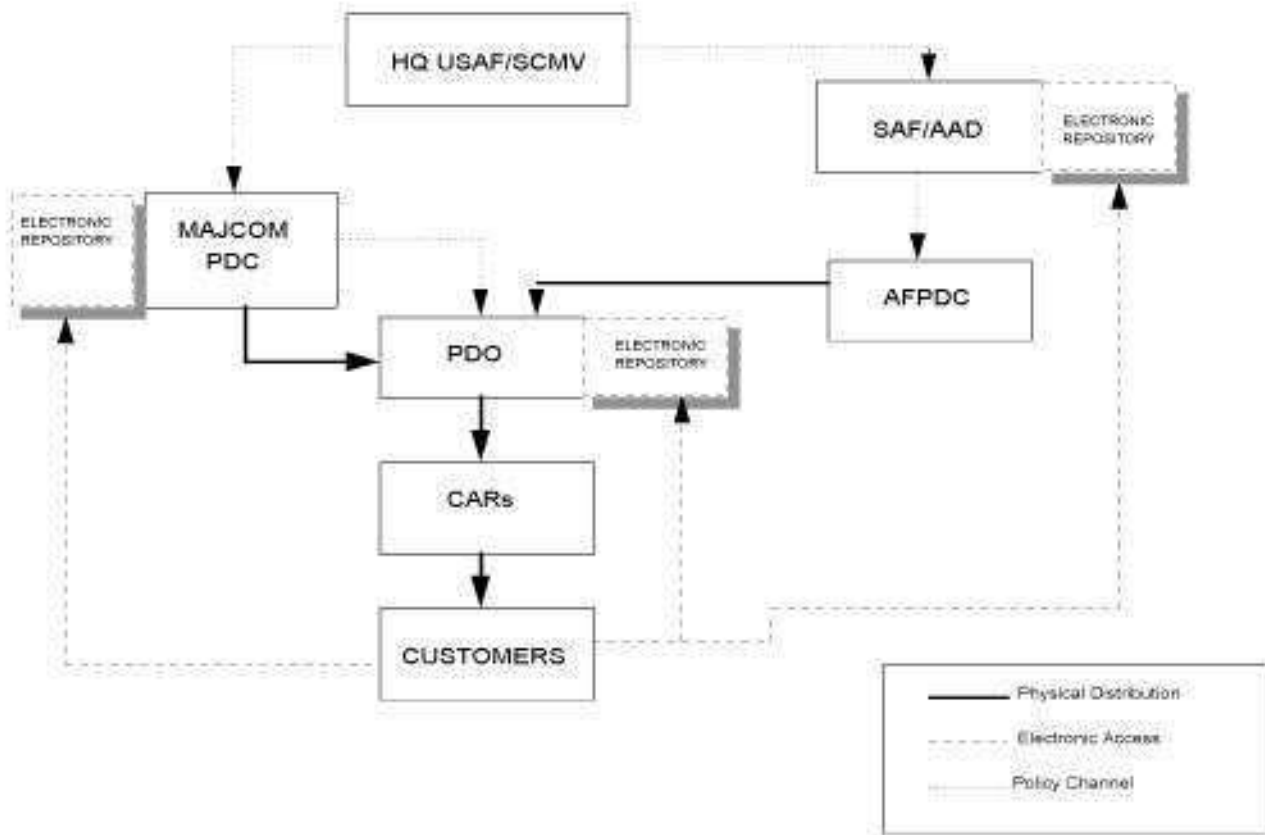 HQ USAF/SCMV
SAF/AAD
ELECTRONIC
REPOSITORY
ELECTRONIC
REPOSITORY
MAJCOM
PDC
AFPDC
PDO
ELECTRONIC
REPOSITORY
CARs
CUSTOMERS
Physical Distribution
Electronic Access
Policy Channel